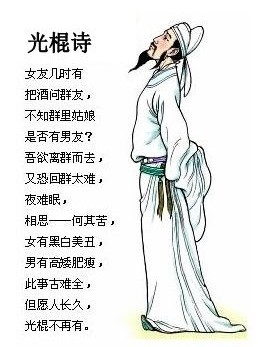 光棍诗
女友几时有
把酒问群友，
不知群里姑娘
是否有男友？
吾欲离群而去，
又恐回群太难，
夜难眠，
相思——何其苦，
女有黑白美丑，
男有高矮肥瘦，
此事古难全，
但愿人长久，
光棍不再有。